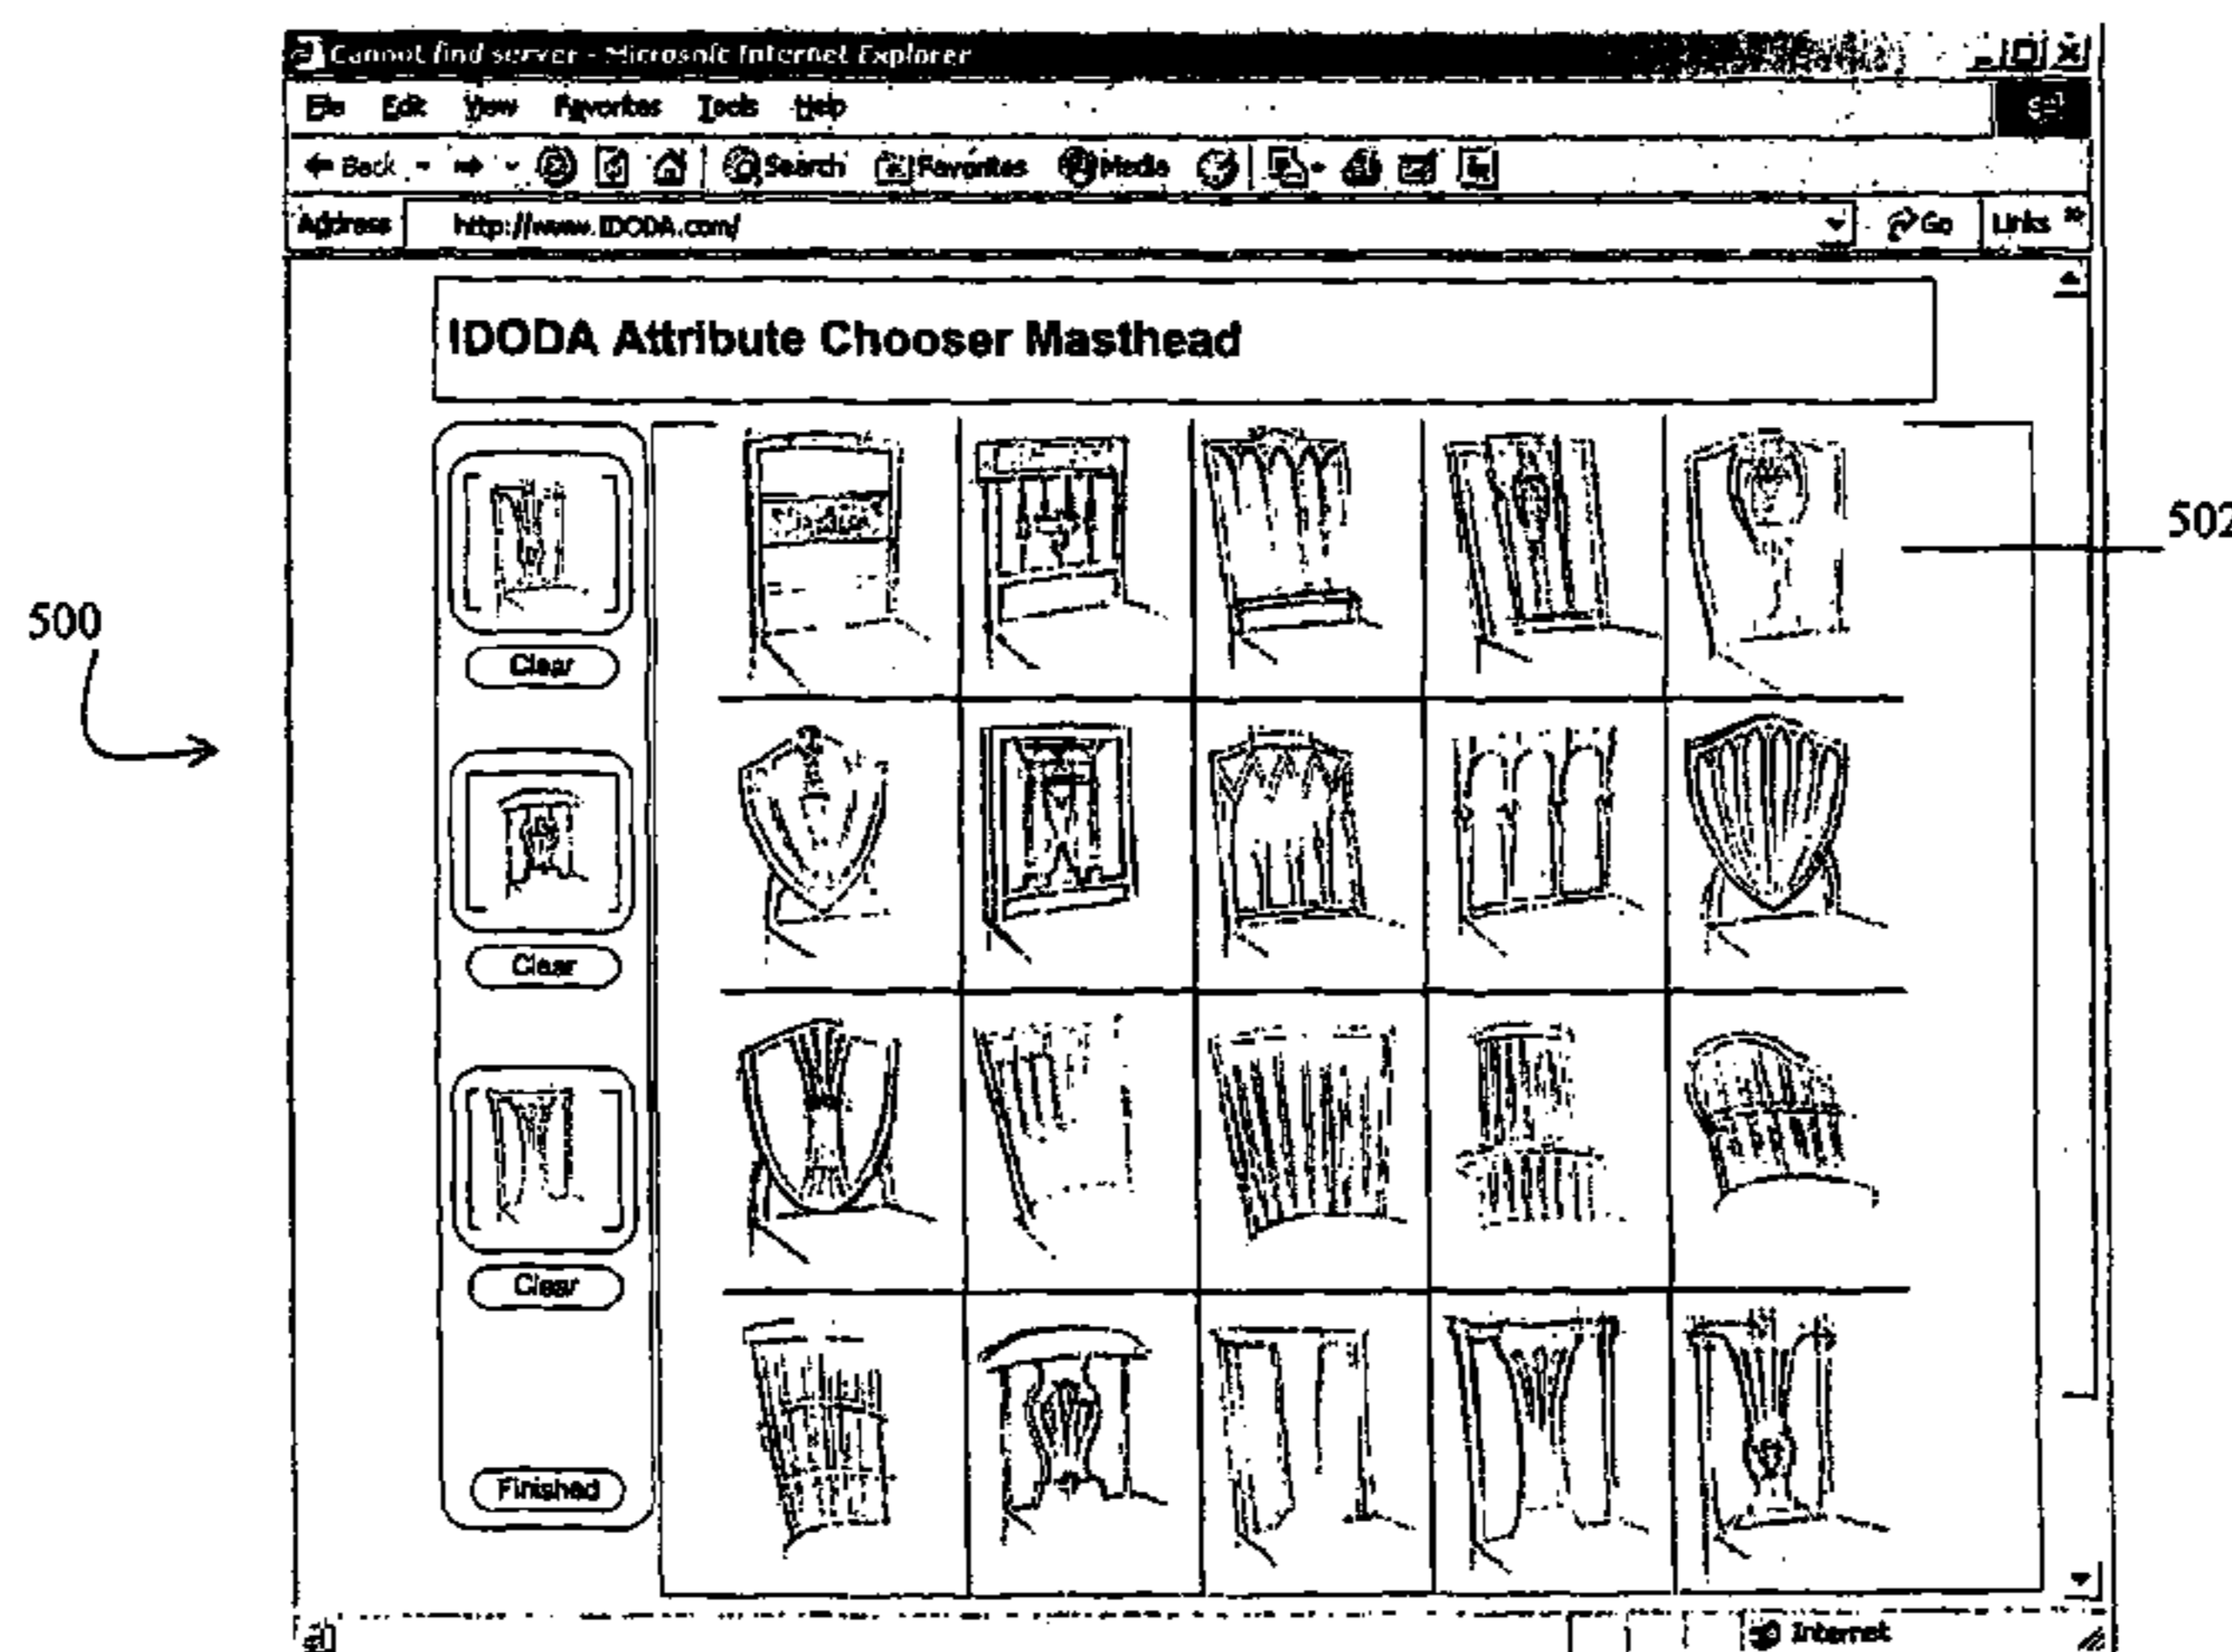 Cannot find server - Microsoft Internet Explorer
File Edit View Favorites Tools Help
Back Search Favorites Media
Address http://www.IDODA.com/ Go Links »
IDODA Attribute Chooser Masthead
502
500
Clear
Clear
Clear
Finished
Internet